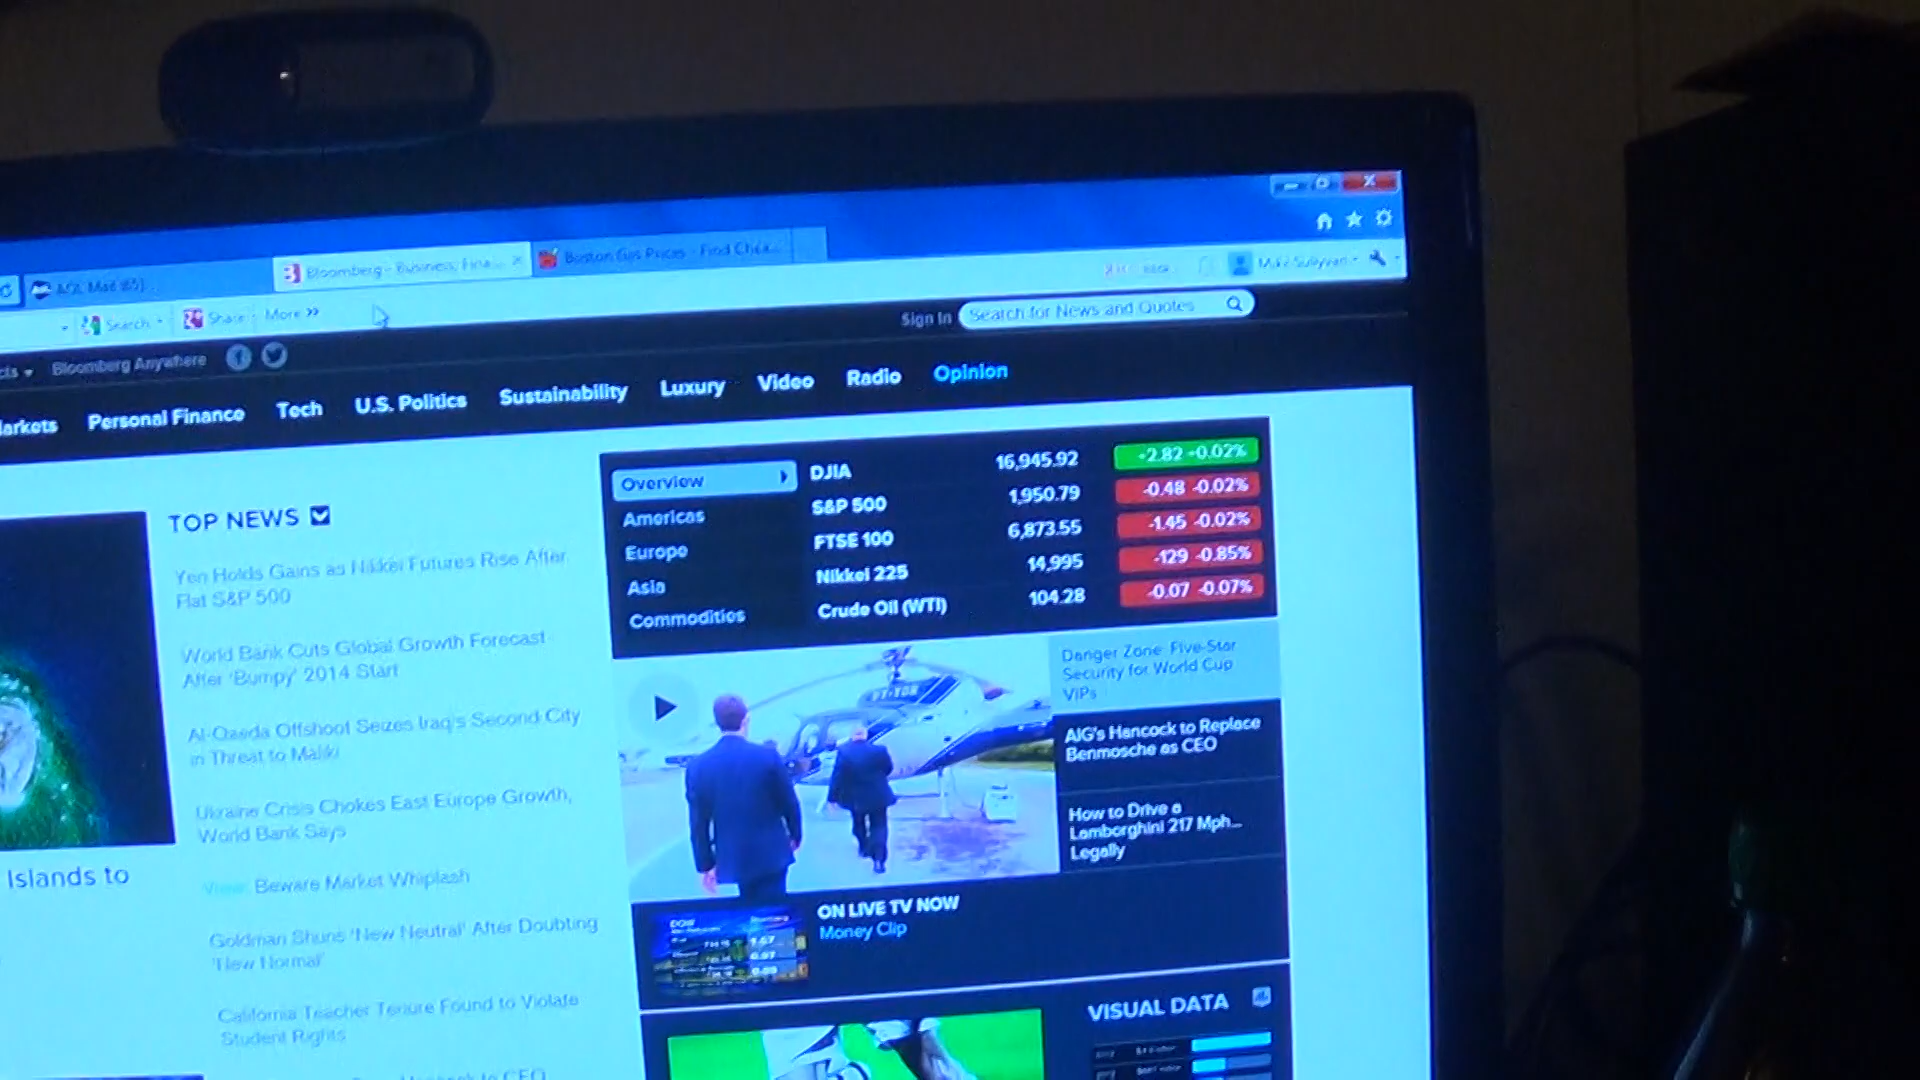 AOL Mail (65)
Bloomberg - Business, Fina...
Boston Gas Prices - Find Chea...
Search
Share
More »
Mike Sullivan
Sign In
Search for News and Quotes
Bloomberg Anywhere
Personal Finance
Tech
U.S. Politics
Sustainability
Luxury
Video
Radio
Opinion
TOP NEWS
Yen Holds Gains as Nikkei Futures Rise After
Flat S&P 500
World Bank Cuts Global Growth Forecast
After 'Bumpy' 2014 Start
Al-Qaeda Offshoot Seizes Iraq's Second City
in Threat to Maliki
Ukraine Crisis Chokes East Europe Growth,
World Bank Says
View: Beware Market Whiplash
Goldman Shuns 'New Neutral' After Doubting
'New Normal'
California Teacher Tenure Found to Violate
Student Rights
Islands to
Overview
Americas
Europe
Asia
Commodities
DJIA 16,945.92 +2.82 +0.02%
S&P 500 1,950.79 -0.48 -0.02%
FTSE 100 6,873.55 -1.45 -0.02%
Nikkei 225 14,995 -129 -0.85%
Crude Oil (WTI) 104.28 -0.07 -0.07%
Danger Zone: Five-Star
Security for World Cup
VIPs
AIG's Hancock to Replace
Benmosche as CEO
How to Drive a
Lamborghini 217 Mph...
Legally
ON LIVE TV NOW
Money Clip
VISUAL DATA